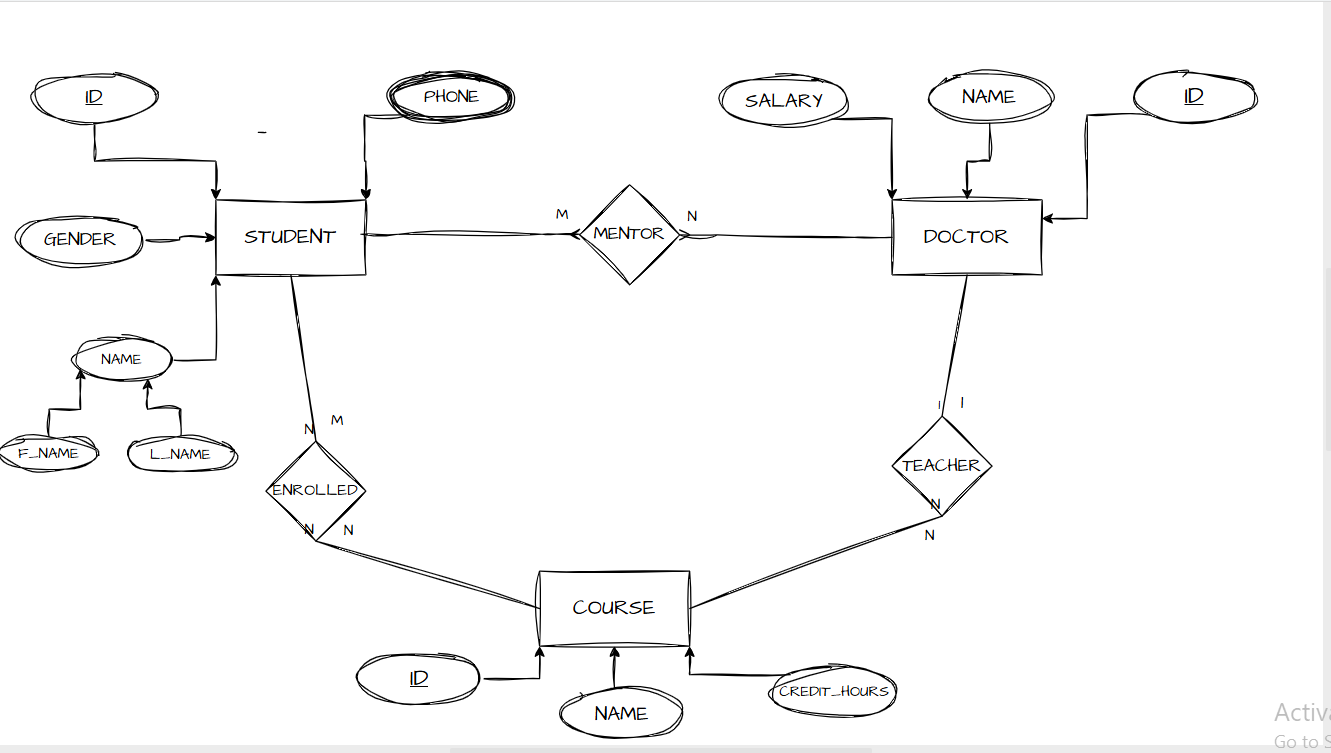 ID
PHONE
SALARY
NAME
ID
GENDER
STUDENT
M
MENTOR
N
DOCTOR
NAME
F_NAME
L_NAME
N
M
ENROLLED
N
N
I
I
TEACHER
N
N
COURSE
ID
NAME
CREDIT_HOURS
Activa
Go to S